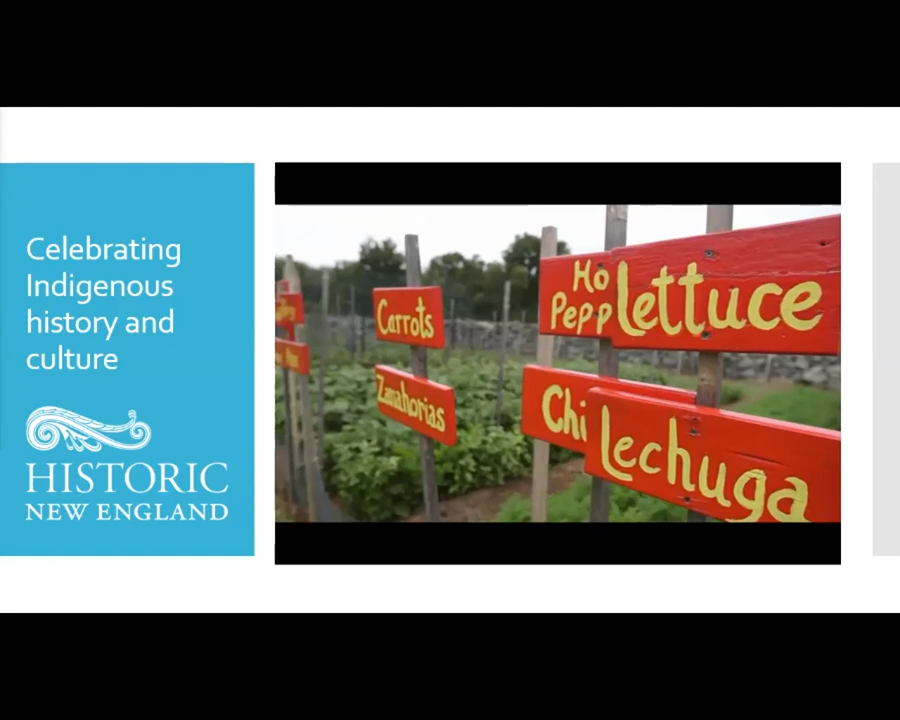 Celebrating
Indigenous
history and
culture
HISTORIC
NEW ENGLAND
Carrots
Zanahorias
Ho
Pepp
Lettuce
Chi
Lechuga